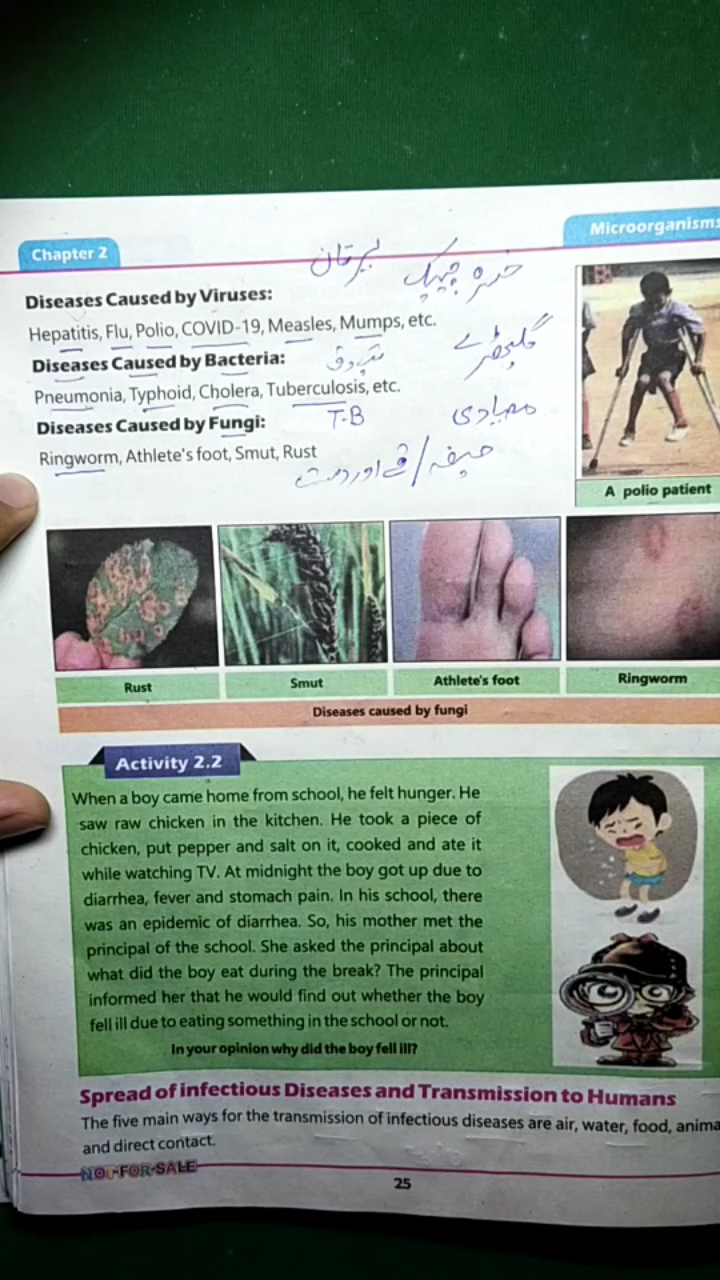 Chapter 2
Microorganisms
یرقان
خسرہ چیچک
Diseases Caused by Viruses:
Hepatitis, Flu, Polio, COVID-19, Measles, Mumps, etc.
گلپھڑے
Diseases Caused by Bacteria:
Pneumonia, Typhoid, Cholera, Tuberculosis, etc.
Diseases Caused by Fungi:
T.B
Ringworm, Athlete's foot, Smut, Rust
ہیضہ / قے اور دست
A polio patient
Rust
Smut
Athlete's foot
Ringworm
Diseases caused by fungi
Activity 2.2
When a boy came home from school, he felt hunger. He
saw raw chicken in the kitchen. He took a piece of
chicken, put pepper and salt on it, cooked and ate it
while watching TV. At midnight the boy got up due to
diarrhea, fever and stomach pain. In his school, there
was an epidemic of diarrhea. So, his mother met the
principal of the school. She asked the principal about
what did the boy eat during the break? The principal
informed her that he would find out whether the boy
fell ill due to eating something in the school or not.
In your opinion why did the boy fell ill?
Spread of infectious Diseases and Transmission to Humans
The five main ways for the transmission of infectious diseases are air, water, food, anima
and direct contact.
NOT FOR SALE
25